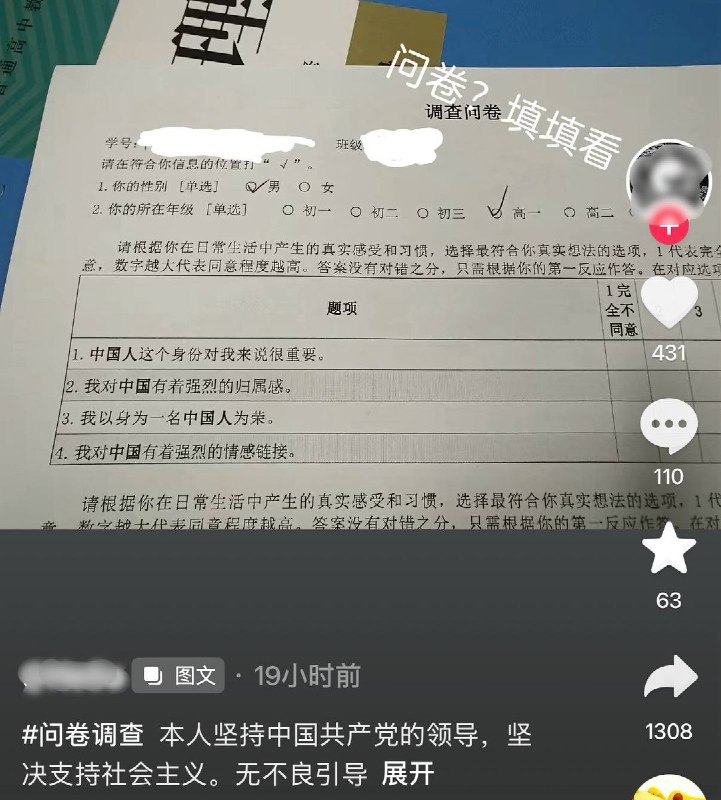 普通高中教
问卷？填填看
调查问卷
学号:
班级
请在符合你信息的位置打“ √ ”。
1. 你的性别 [单选] 男 女
2. 你的所在年级 [单选] 初一 初二 初三 高一 高二
请根据你在日常生活中产生的真实感受和习惯，选择最符合你真实想法的选项，1 代表完全
意，数字越大代表同意程度越高。答案没有对错之分，只需根据你的第一反应作答。在对应选项
题项
1 完
全不
同意
3
1. 中国人这个身份对我来说很重要。
2. 我对中国有着强烈的归属感。
3. 我以身为一名中国人为荣。
4. 我对中国有着强烈的情感链接。
请根据你在日常生活中产生的真实感受和习惯，选择最符合你真实想法的选项，1 代
意，数字越大代表同意程度越高。答案没有对错之分，只需根据你的第一反应作答。在对
431
110
63
1308
图文 · 19小时前
#问卷调查 本人坚持中国共产党的领导，坚
决支持社会主义。无不良引导 展开